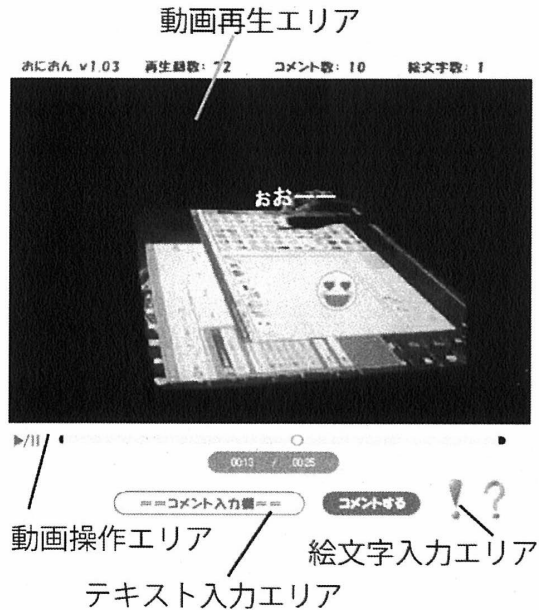 動画再生エリア
おにおん v1.03 再生回数: 72 コメント数: 10 絵文字数: 1
ぉおーー
▶/II
00:13 / 00:25
==コメント入力欄== コメントする ! ?
動画操作エリア
絵文字入力エリア
テキスト入力エリア